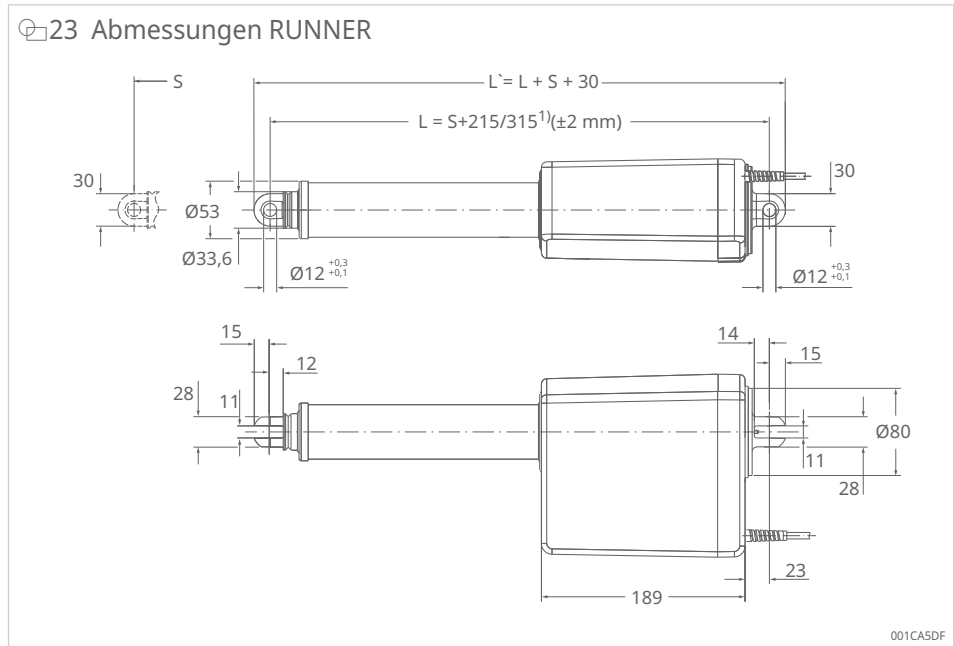 23 Abmessungen RUNNER
S
L`= L + S + 30
L = S+215/315¹⁾(±2 mm)
30
30
Ø53
Ø33,6
Ø12 +0,3 +0,1
Ø12 +0,3 +0,1
15
14
12
15
28
11
Ø80
11
28
23
189
001CA5DF